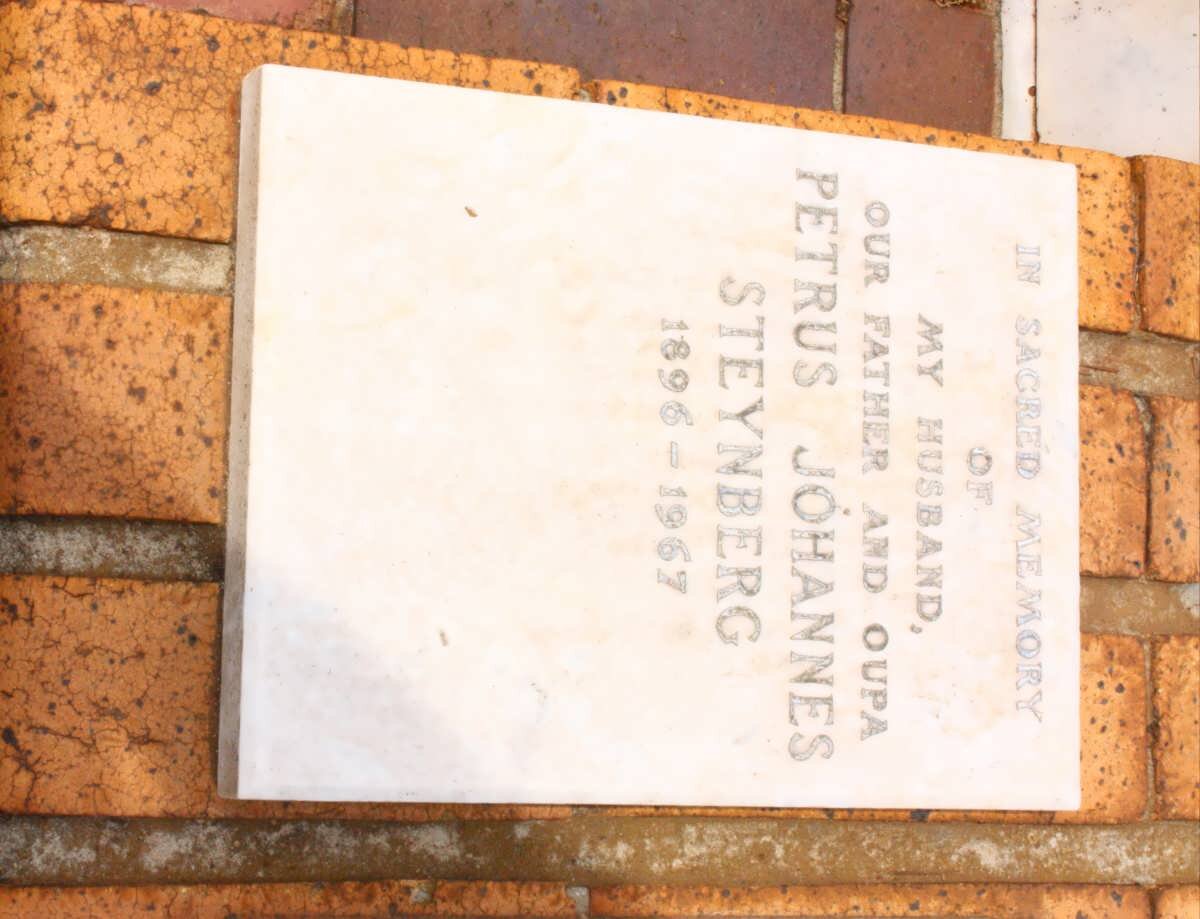 IN SACRED MEMORY
OF
MY HUSBAND,
OUR FATHER AND OUPA
PETRUS JOHANNES
STEYNBERG
1896-1967